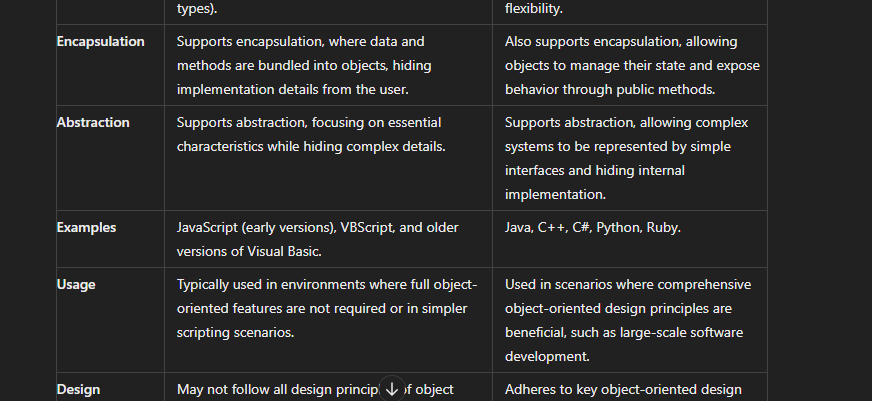 types).
flexibility.
Encapsulation
Supports encapsulation, where data and
methods are bundled into objects, hiding
implementation details from the user.
Also supports encapsulation, allowing
objects to manage their state and expose
behavior through public methods.
Abstraction
Supports abstraction, focusing on essential
characteristics while hiding complex details.
Supports abstraction, allowing complex
systems to be represented by simple
interfaces and hiding internal
implementation.
Examples
JavaScript (early versions), VBScript, and older
versions of Visual Basic.
Java, C++, C#, Python, Ruby.
Usage
Typically used in environments where full object-
oriented features are not required or in simpler
scripting scenarios.
Used in scenarios where comprehensive
object-oriented design principles are
beneficial, such as large-scale software
development.
Design
May not follow all design of object
Adheres to key object-oriented design